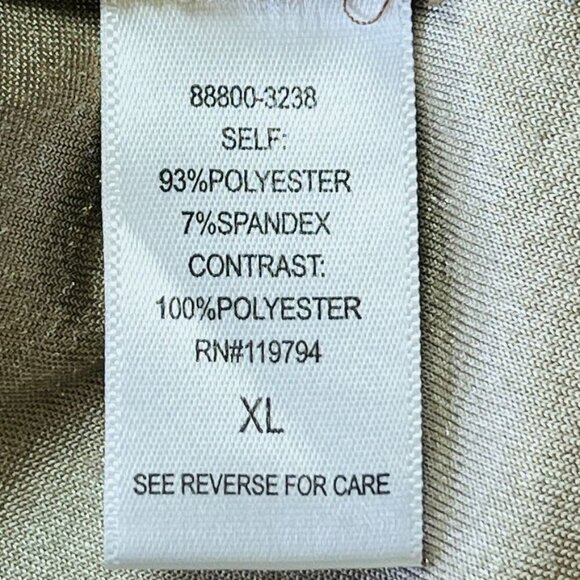 88800-3238
SELF:
93%POLYESTER
7%SPANDEX
CONTRAST:
100%POLYESTER
RN#119794
XL
SEE REVERSE FOR CARE